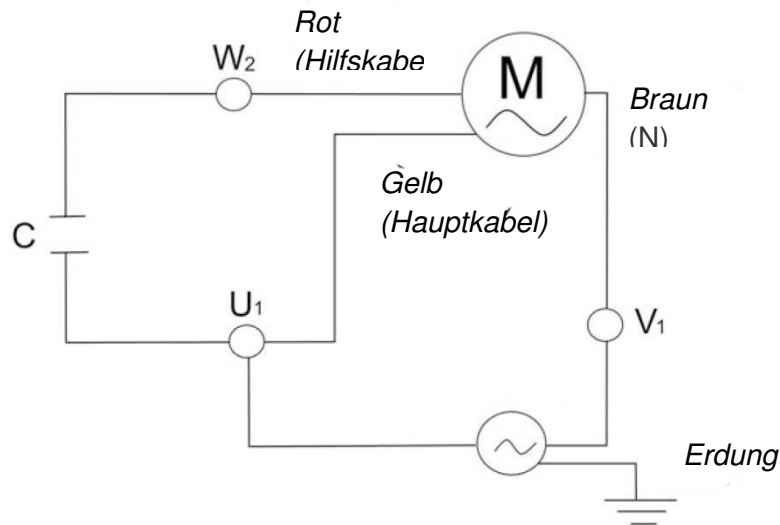 Rot
(Hilfskabe
W₂
M
Braun
(N)
Gelb
(Hauptkabel)
C
U₁
V₁
Erdung